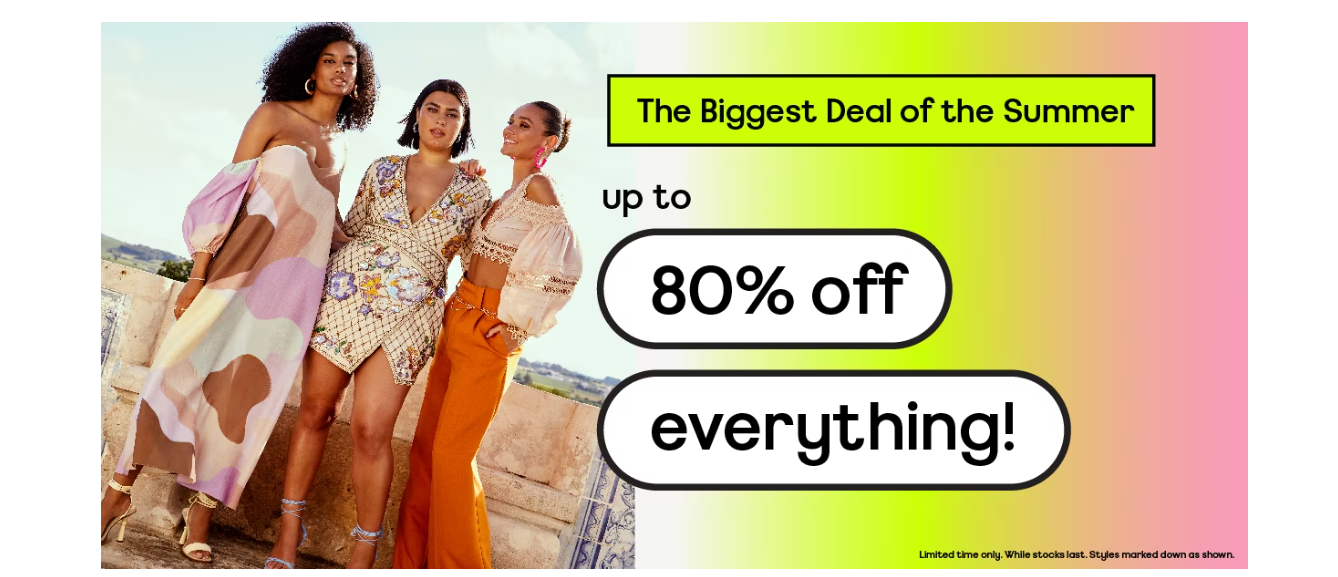 The Biggest Deal of the Summer
up to
80% off
everything!
Limited time only. While stocks last. Styles marked down as shown.